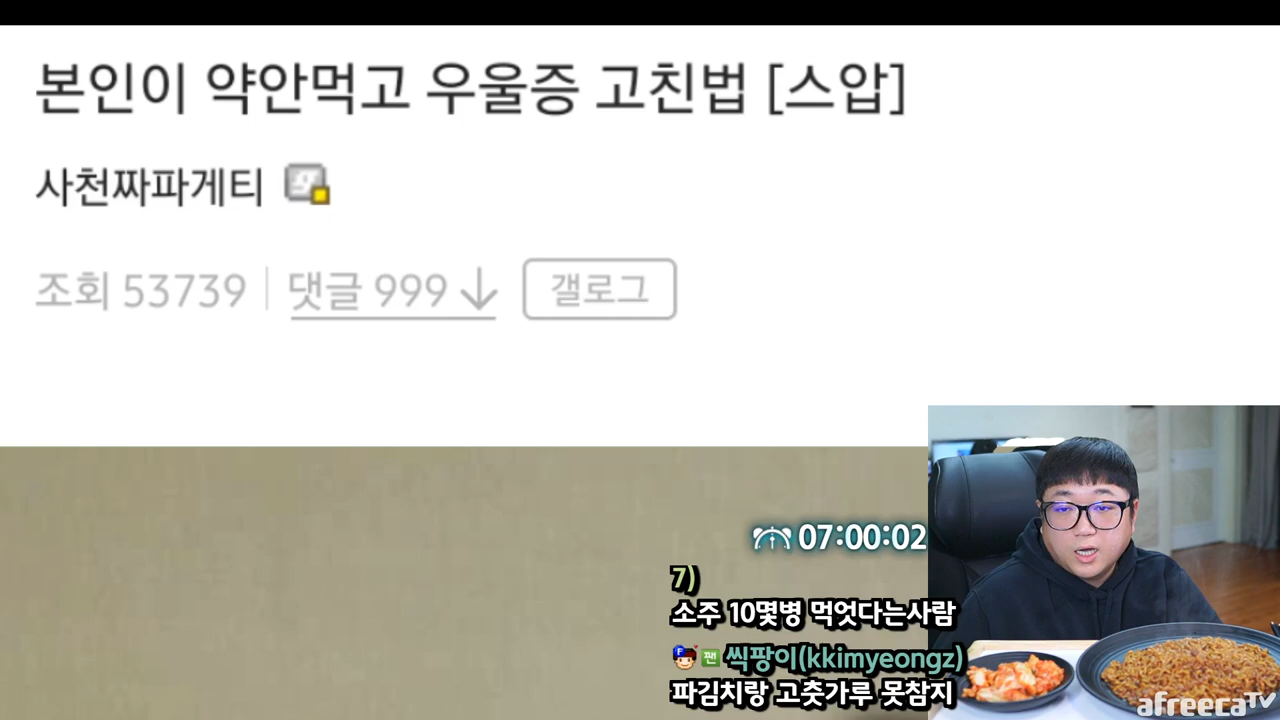 본인이 약안먹고 우울증 고친법 [스압]
사천짜파게티
조회 53739 댓글 999 갤로그
07:00:02
7)
소주 10몇병 먹엇다는사람
F 팬 씩팡이(kkimyeongz)
파김치랑 고춧가루 못참지
afreecaTV